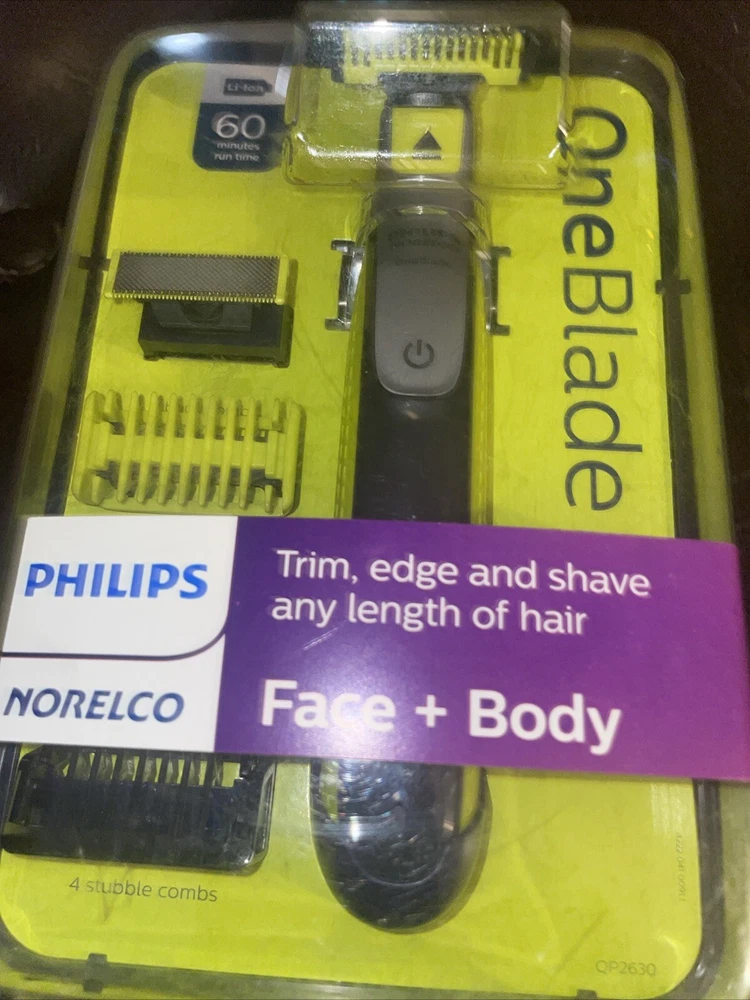 Li-Ion
60
minutes
run time
OneBlade
PHILIPS
NORELCO
Trim, edge and shave
any length of hair
Face + Body
4 stubble combs
QP2630